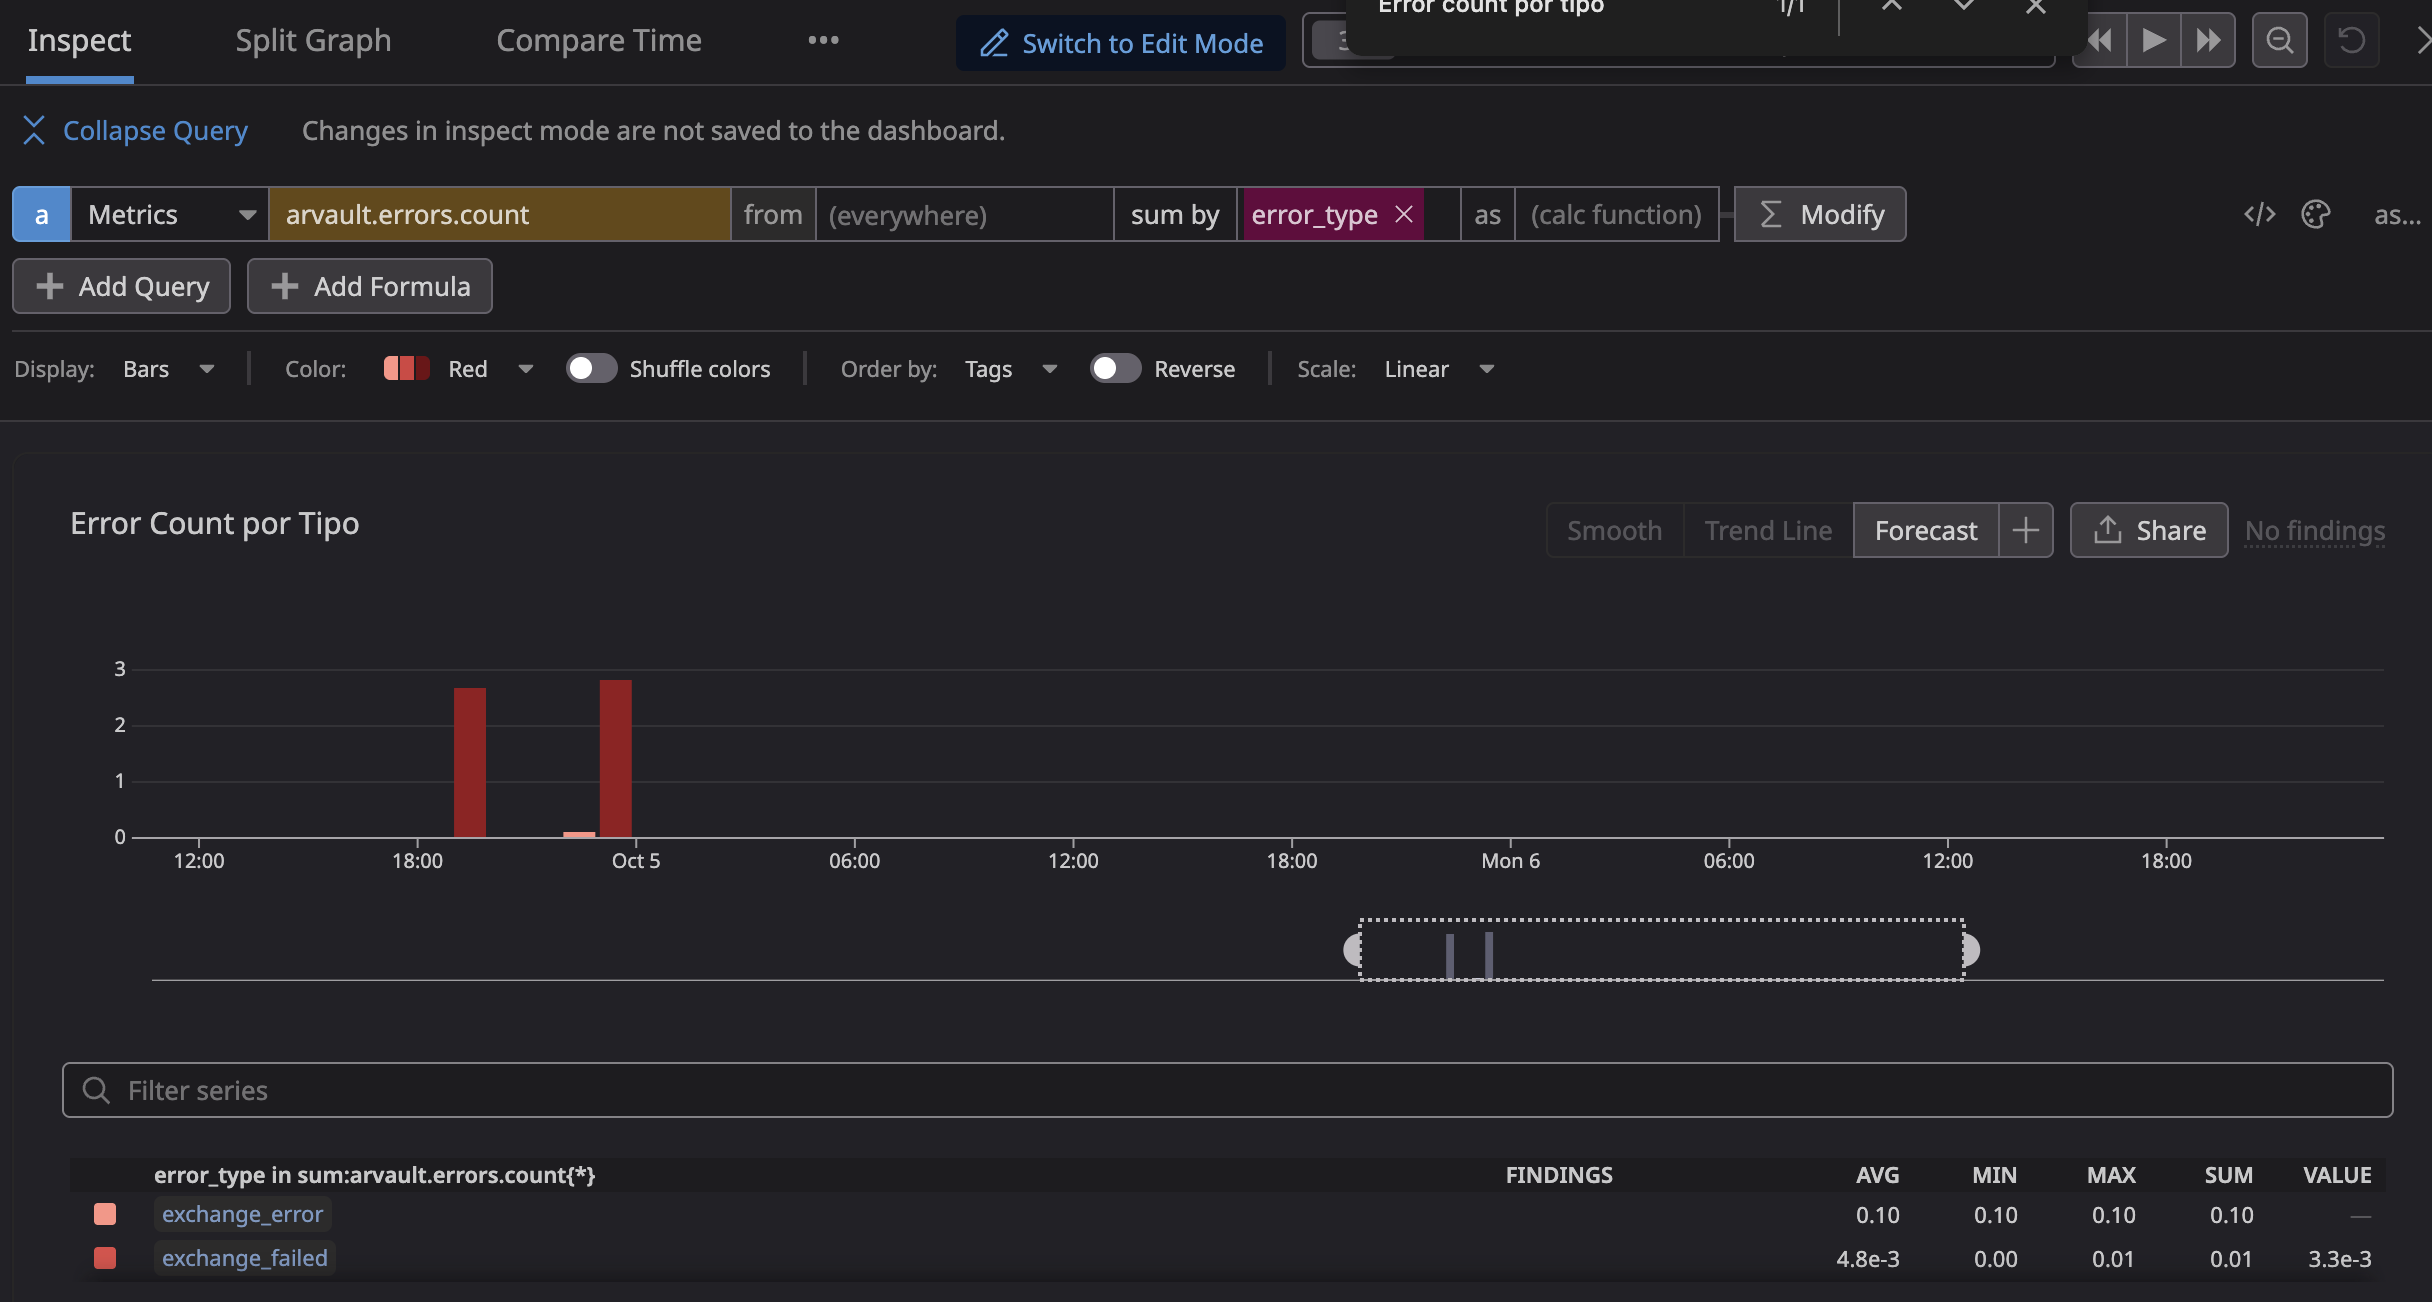 Error count por tipo 1/1
Inspect Split Graph Compare Time ••• Switch to Edit Mode
Collapse Query Changes in inspect mode are not saved to the dashboard.
a Metrics arvault.errors.count from (everywhere) sum by error_type as (calc function) Σ Modify </> as...
Add Query Add Formula
Display: Bars Color: Red Shuffle colors Order by: Tags Reverse Scale: Linear
Error Count por Tipo Smooth Trend Line Forecast + Share No findings
3
2
1
0
12:00 18:00 Oct 5 06:00 12:00 18:00 Mon 6 06:00 12:00 18:00
Filter series
error_type in sum:arvault.errors.count{*} FINDINGS AVG MIN MAX SUM VALUE
exchange_error 0.10 0.10 0.10 0.10 —
exchange_failed 4.8e-3 0.00 0.01 0.01 3.3e-3